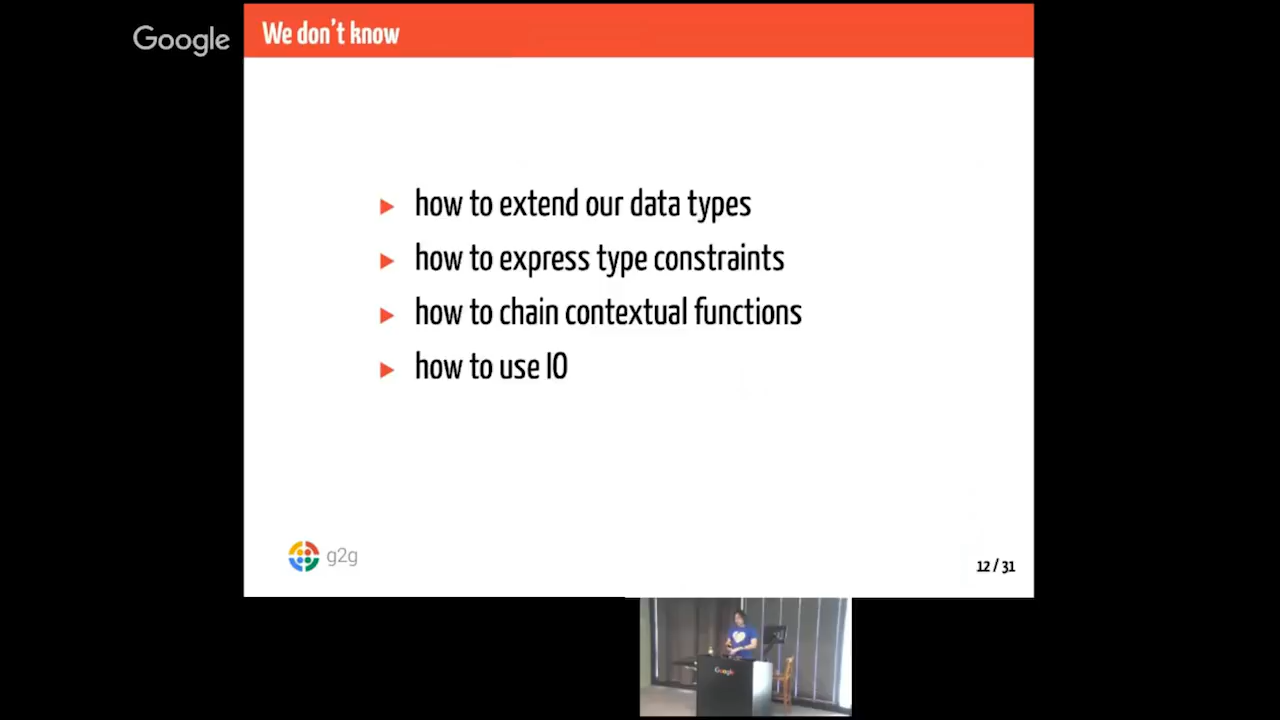 Google
We don't know
how to extend our data types
how to express type constraints
how to chain contextual functions
how to use IO
g2g
12 / 31
Google